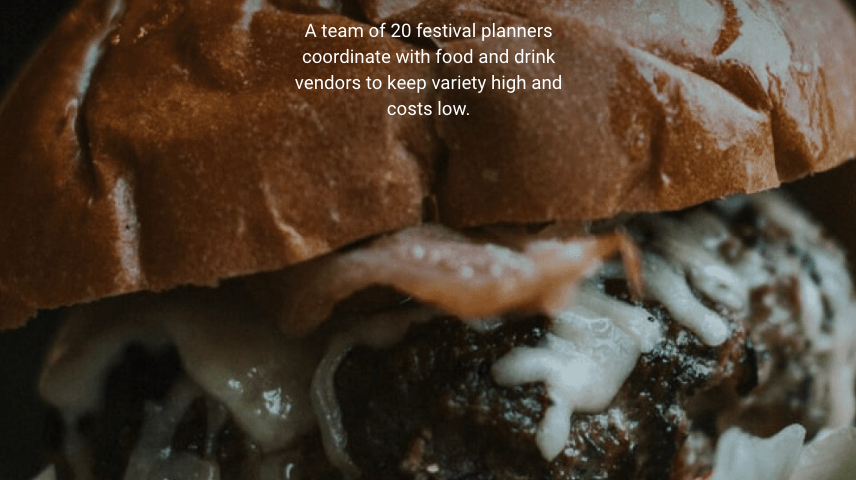 A team of 20 festival planners
coordinate with food and drink
vendors to keep variety high and
costs low.